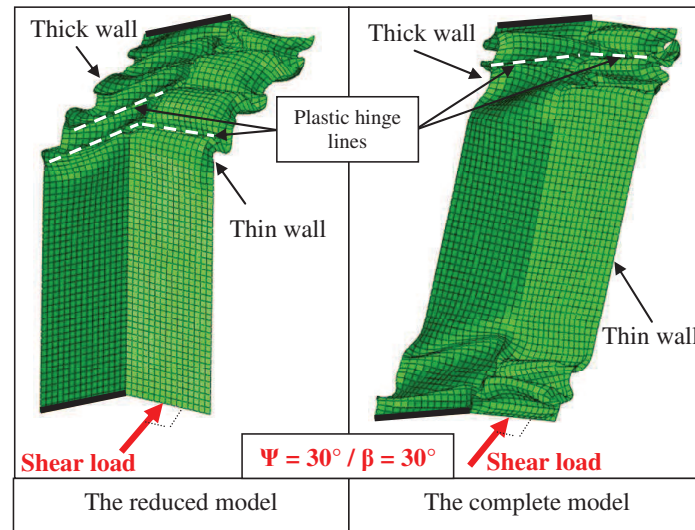 Thick wall
Thick wall
Plastic hinge
lines
Thin wall
Thin wall
Shear load
Ψ = 30° / β = 30°
Shear load
The reduced model
The complete model